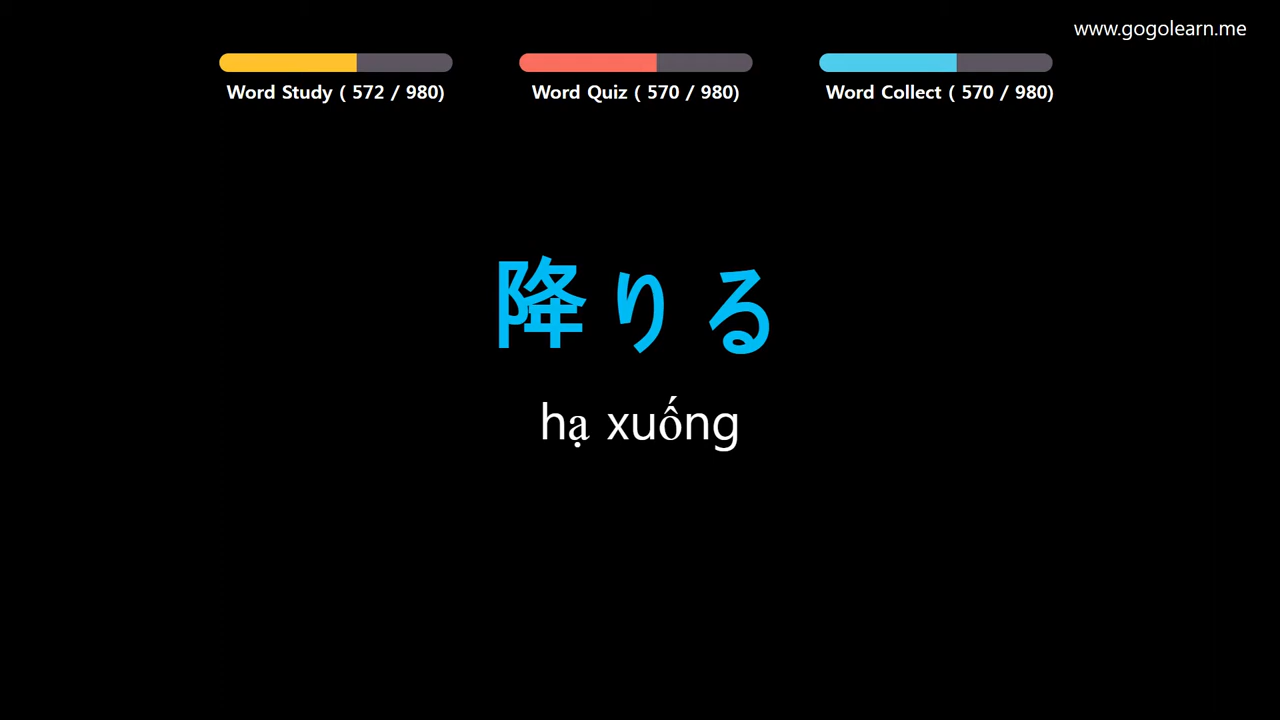 www.gogolearn.me
Word Study ( 572 / 980)
Word Quiz ( 570 / 980)
Word Collect ( 570 / 980)
降りる
hạ xuống